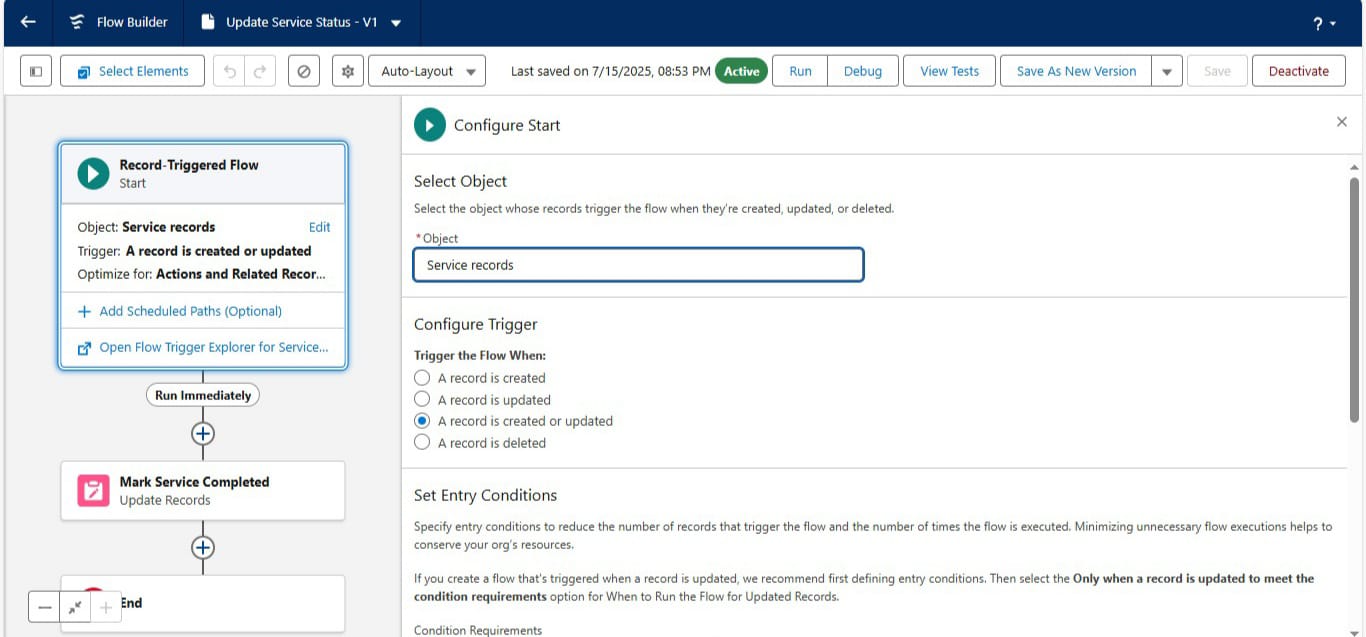 Flow Builder
Update Service Status - V1
?
Select Elements
Auto-Layout
Last saved on 7/15/2025, 08:53 PM
Active
Run
Debug
View Tests
Save As New Version
Save
Deactivate
Record-Triggered Flow
Start
Object: Service records
Edit
Trigger: A record is created or updated
Optimize for: Actions and Related Recor...
Add Scheduled Paths (Optional)
Open Flow Trigger Explorer for Service...
Run Immediately
Mark Service Completed
Update Records
End
Configure Start
Select Object
Select the object whose records trigger the flow when they're created, updated, or deleted.
*Object
Service records
Configure Trigger
Trigger the Flow When:
A record is created
A record is updated
A record is created or updated
A record is deleted
Set Entry Conditions
Specify entry conditions to reduce the number of records that trigger the flow and the number of times the flow is executed. Minimizing unnecessary flow executions helps to
conserve your org's resources.
If you create a flow that's triggered when a record is updated, we recommend first defining entry conditions. Then select the Only when a record is updated to meet the
condition requirements option for When to Run the Flow for Updated Records.
Condition Requirements